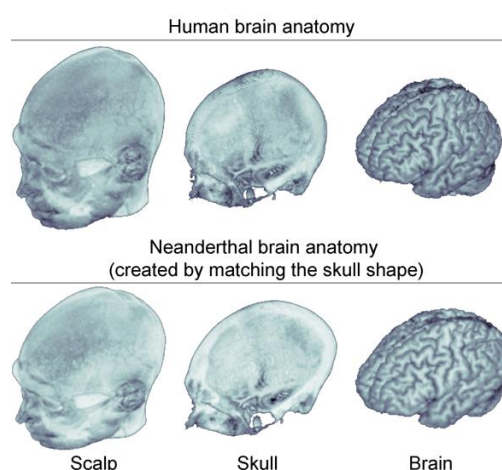 Human brain anatomy
Neanderthal brain anatomy
(created by matching the skull shape)
Scalp
Skull
Brain